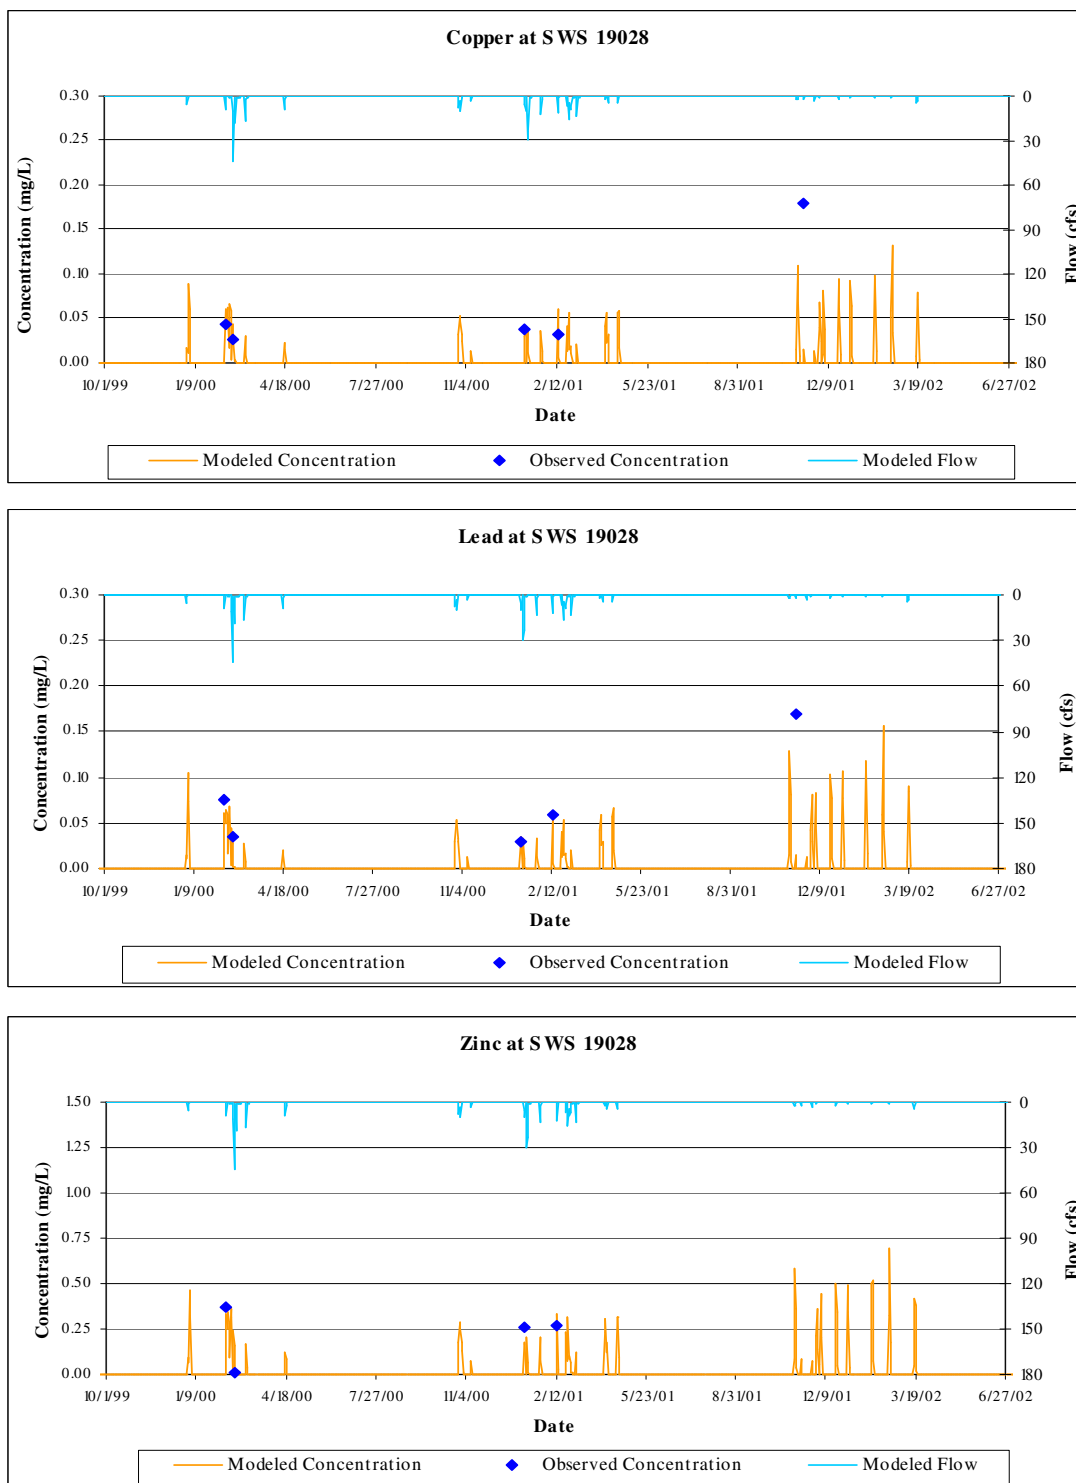 Copper at SWS 19028
0.30
0.25
0.20
0.15
0.10
0.05
0.00
0
30
60
90
120
150
180
Concentration (mg/L)
Flow (cfs)
10/1/99 1/9/00 4/18/00 7/27/00 11/4/00 2/12/01 5/23/01 8/31/01 12/9/01 3/19/02 6/27/02
Date
Modeled Concentration Observed Concentration Modeled Flow
Lead at SWS 19028
0.30
0.25
0.20
0.15
0.10
0.05
0.00
0
30
60
90
120
150
180
Concentration (mg/L)
Flow (cfs)
10/1/99 1/9/00 4/18/00 7/27/00 11/4/00 2/12/01 5/23/01 8/31/01 12/9/01 3/19/02 6/27/02
Date
Modeled Concentration Observed Concentration Modeled Flow
Zinc at SWS 19028
1.50
1.25
1.00
0.75
0.50
0.25
0.00
0
30
60
90
120
150
180
Concentration (mg/L)
Flow (cfs)
10/1/99 1/9/00 4/18/00 7/27/00 11/4/00 2/12/01 5/23/01 8/31/01 12/9/01 3/19/02 6/27/02
Date
Modeled Concentration Observed Concentration Modeled Flow